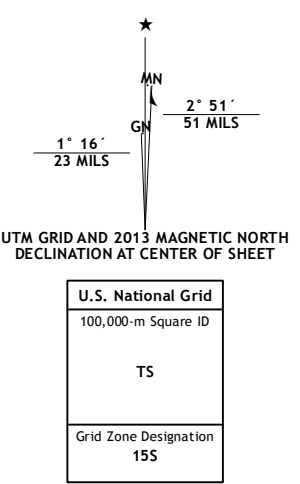 ★
MN
2° 51´
51 MILS
GN
1° 16´
23 MILS
UTM GRID AND 2013 MAGNETIC NORTH
DECLINATION AT CENTER OF SHEET
U.S. National Grid
100,000-m Square ID
TS
Grid Zone Designation
15S